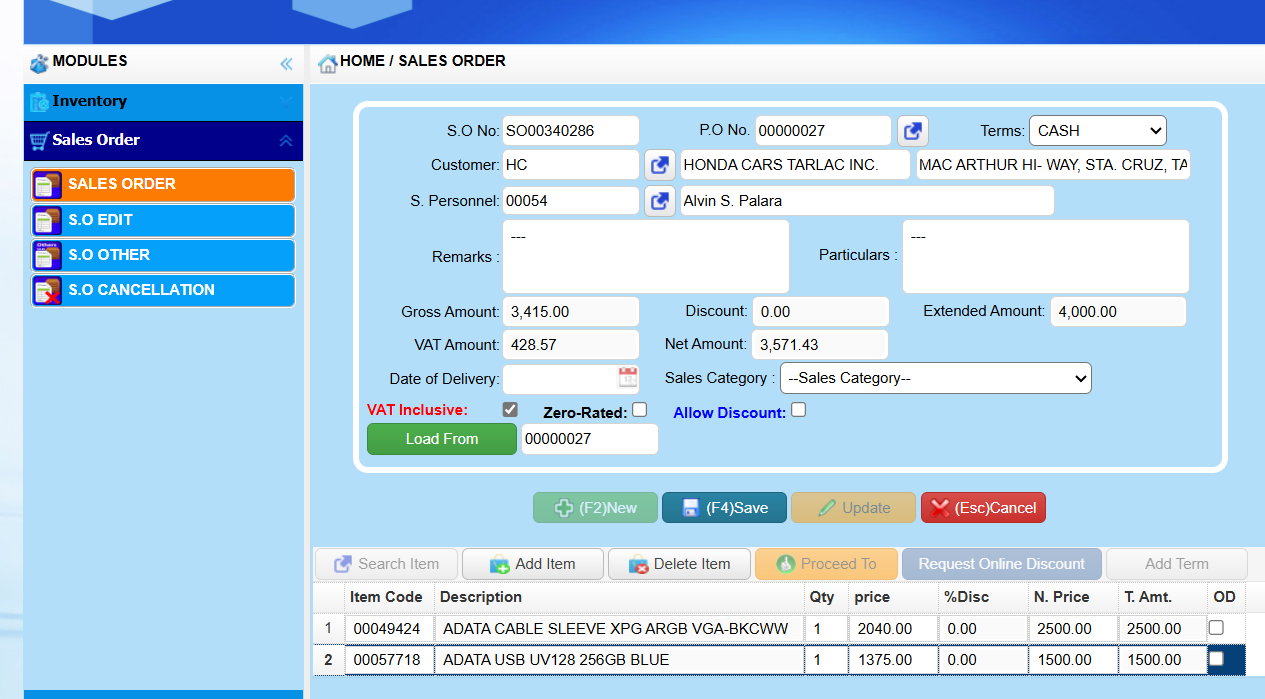 MODULES
HOME / SALES ORDER
Inventory
Sales Order
SALES ORDER
S.O EDIT
S.O OTHER
S.O CANCELLATION
S.O No: SO00340286 P.O No. 00000027 Terms: CASH
Customer: HC HONDA CARS TARLAC INC. MAC ARTHUR HI- WAY, STA. CRUZ, TA
S. Personnel: 00054 Alvin S. Palara
Remarks : --- Particulars : ---
Gross Amount: 3,415.00 Discount: 0.00 Extended Amount: 4,000.00
VAT Amount: 428.57 Net Amount: 3,571.43
Date of Delivery: Sales Category : --Sales Category--
VAT Inclusive: Zero-Rated: Allow Discount:
Load From 00000027
(F2)New (F4)Save Update (Esc)Cancel
Search Item Add Item Delete Item Proceed To Request Online Discount Add Term
Item Code Description Qty price %Disc N. Price T. Amt. OD
1 00049424 ADATA CABLE SLEEVE XPG ARGB VGA-BKCWW 1 2040.00 0.00 2500.00 2500.00
2 00057718 ADATA USB UV128 256GB BLUE 1 1375.00 0.00 1500.00 1500.00